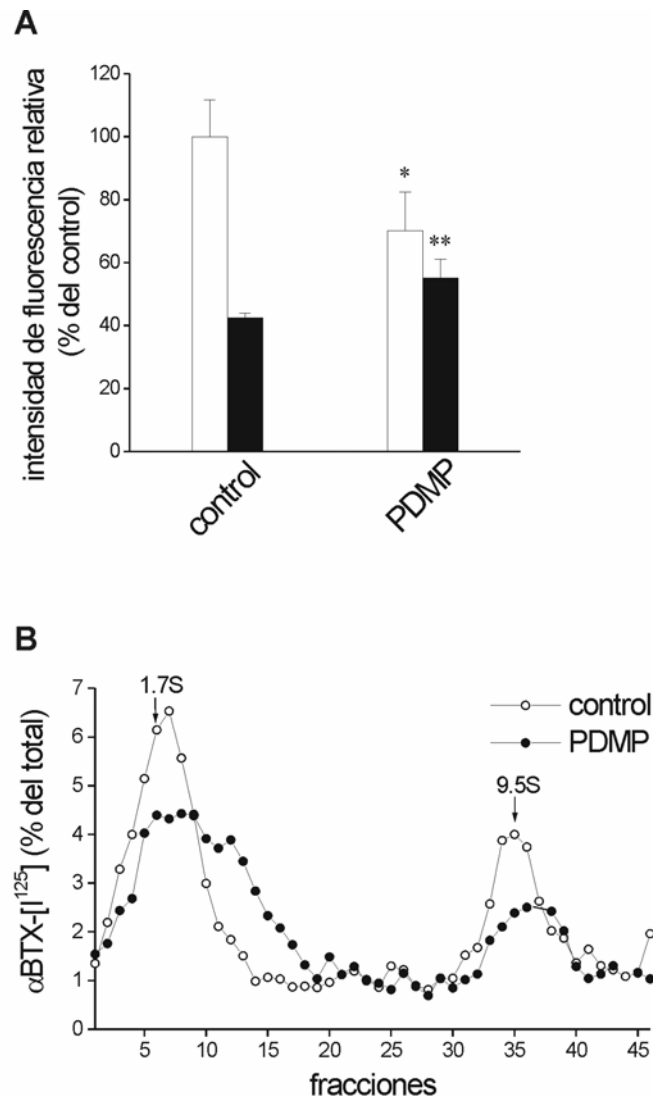 A
intensidad de fluorescencia relativa
(% del control)
120
100
80
60
40
20
0
*
**
control
PDMP
B
αBTX-[I¹²⁵] (% del total)
7
6
5
4
3
2
1
0
1.7S
9.5S
control
PDMP
5 10 15 20 25 30 35 40 45
fracciones